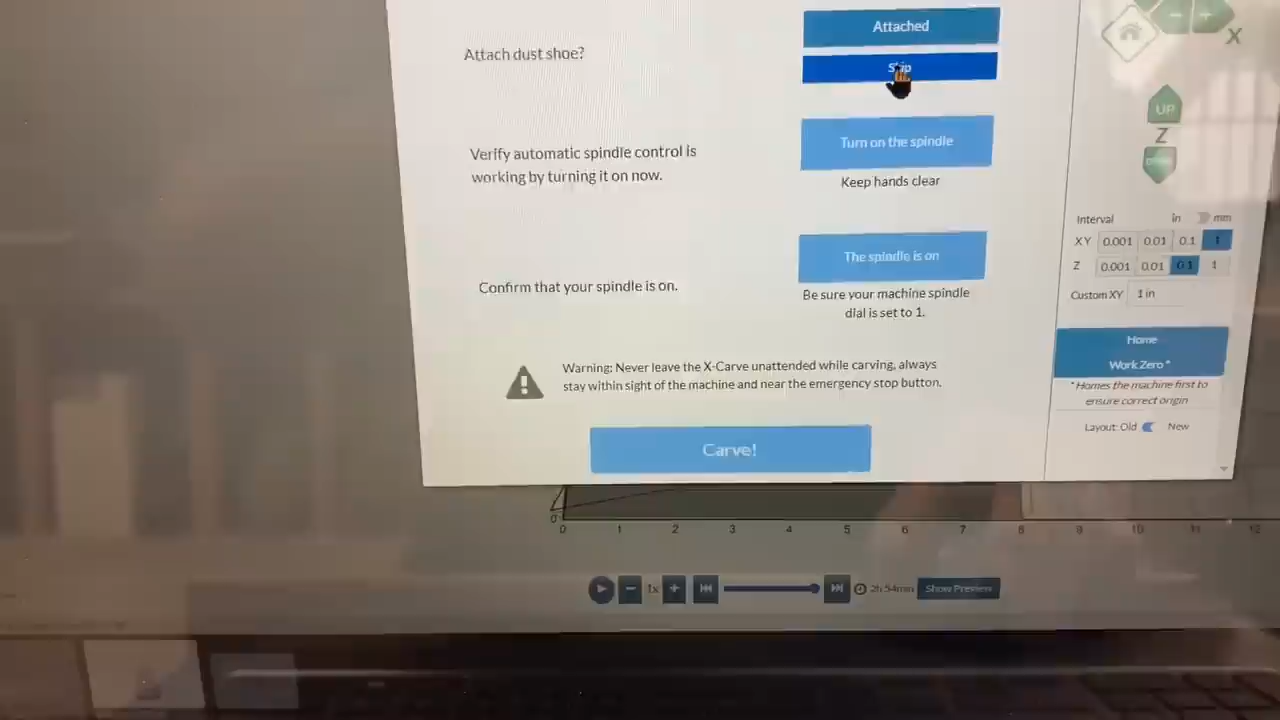 Attached
Attach dust shoe?
Skip
X
UP
Z
Verify automatic spindle control is
working by turning it on now.
Turn on the spindle
Keep hands clear
Interval in mm
XY 0.001 0.01 0.1 1
Z 0.001 0.01 0.1 1
Custom XY 1 in
Confirm that your spindle is on.
The spindle is on
Be sure your machine spindle
dial is set to 1.
Home
Work Zero *
* Homes the machine first to
ensure correct origin
Layout: Old New
Warning: Never leave the X-Carve unattended while carving, always
stay within sight of the machine and near the emergency stop button.
Carve!
0
0 1 2 3 4 5 6 7 8 9 10 11 12
1x 2h 54min Show Preview